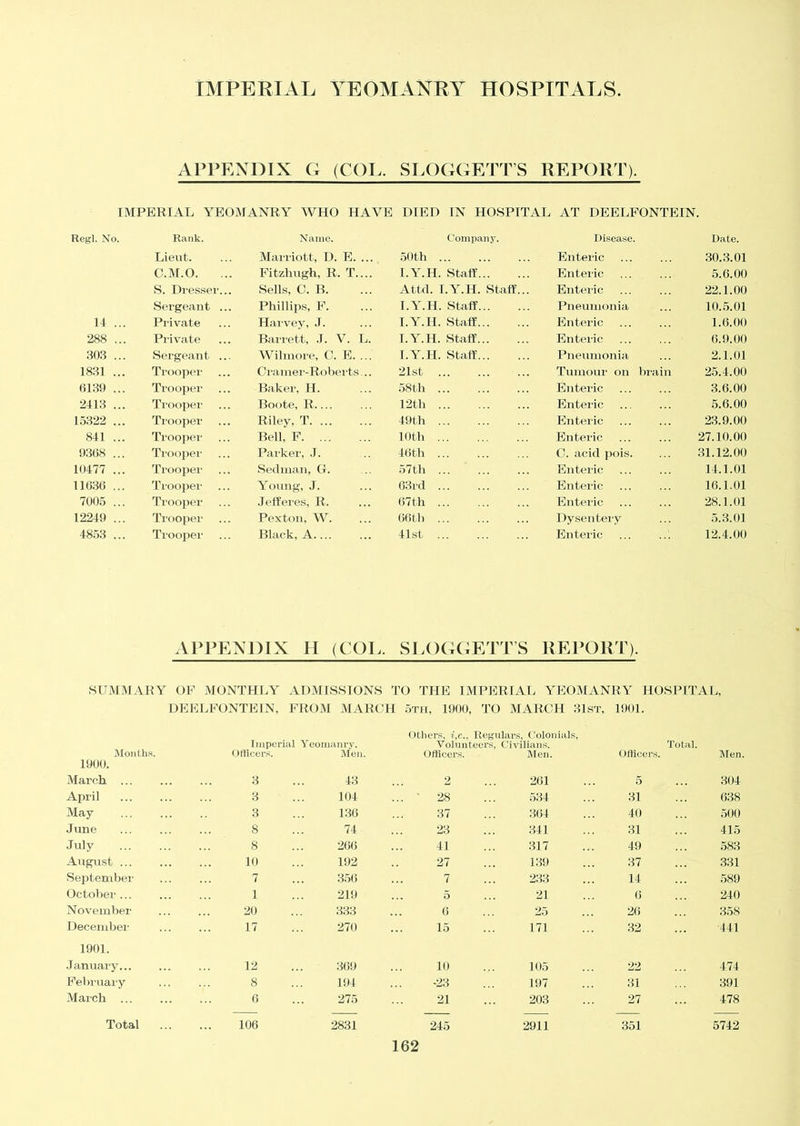 IMPERIAL YEOMANRY HOSPITALS.
APPENDIX G (COL. SLOGGETT'S REPORT).
IMPERIAL YEOMANRY WHO HAVE DIED IN HOSPITAL AT DEELFONTEIN.
Regl. No. Rank. Name. Company. Disease. Date.
Lieut. ... Marriott, D. E. ... 50th ... ... ... Enteric ... ... 30.3.01
C.M.O. ... Fitzhugh, R. T.... I.Y.H. Staff... ... Enteric ... ... 5.6.00
S. Dresser... Sells, C. B. ... Attd. I.Y.H. Staff... Enteric ... ... 22.1.00
Sergeant ... Phillips, F. ... I.Y.H. Staff... ... Pneumonia ... 10.5.01
14 ... Private ... Harvey, J. ... I.Y.H. Staff... ... Enteric ... ... 1.6.00
288 ... Private ... Barrett, J. V. L. I.Y.H. Staff... ... Enteric ... ... 6.9.00
303 ... Sergeant ... Wilmore, C. E. ... I.Y.H. Staff... ... Pneumonia ... 2.1.01
1831 ... Trooper ... Cramer-Roberts .. 21st ... ... ... Tumour on brain 25.4.00
6139 ... Trooper ... Baker, H. ... 58th ... ... ... Enteric ... ... 3.6.00
2413 ... Trooper ... Boote, R.... ... 12th ... ... ... Enteric ... ... 5.6.00
15322 ... Trooper ... Riley, T. ... ... 49th ... ... ... Enteric ... ... 23.9.00
841 ... Trooper ... Bell, F. ... ... 10th ... ... ... Enteric ... ... 27.10.00
9368 ... Trooper ... Parker, J. .. 46th ... ... ... C. acid pois. ... 31.12.00
10477 ... Trooper ... Sedman, G. .. 57th ... ... ... Enteric ... ... 14.1.01
11636 ... Trooper ... Young, J. ... 63rd ... ... ... Enteric ... ... 16.1.01
7005 ... Trooper ... Jefferes, R. ... 67th ... ... ... Enteric ... ... 28.1.01
12249 ... Trooper ... Pexton, W. ... 66th ... ... ... Dysentery ... 5.3.01
4853 ... Trooper ... Black, A.... ... 41st ... ... ... Enteric ... ... 12.4.00
APPENDIX H (COL. SLOGGETT'S REPORT).
SUMMARY OF MONTHLY ADMISSIONS TO THE IMPERIAL YEOMANRY HOSPITAL,
DEELFONTEIN, FROM MARCH 5TH, 1900, TO MARCH 31ST, 1901.
Others, i.e., Regulars, Colonials,
Imperial Yeomanry. Volunteers, Civilians. Total.
Months. Officers. Men. Officers. Men. Officers. Men.
1900.
March ... ... ... 3 ... 43 ... 2 ... 261 ... 5 ... 304
April ... ... ... 3 ... 104 ... 28 ... 534 ... 31 ... 638
May ... ... .. 3 ... 136 ... 37 ... 364 ... 40 ... 500
June ... ... ... 8 ... 74 ... 23 ... 341 ... 31 ... 415
July ... ... ... 8 ... 266 ... 41 ... 317 ... 49 ... 583
August ... ... ... 10 ... 192 .. 27 ... 139 ... 37 ... 331
September ... ... 7 ... 356 ... 7 ... 233 ... 14 ... 589
October ... ... ... 1 ... 219 ... 5 ... 21 ... 6 ... 240
November ... ... 20 ... 333 ... 6 ... 25 ... 26 ... 358
December ... ... 17 ... 270 ... 15 ... 171 ... 32 ... 441
1901.
January... ... ... 12 ... 369 ... 10 ... 105 ... 22 ... 474
February ... ... 8 ... 194 ... 23 ... 197 ... 31 ... 391
March ... ... ... 6 ... 275 ... 21 ... 203 ... 27 ... 478
Total ... ... 106 2831 245 2911 351 5742
162